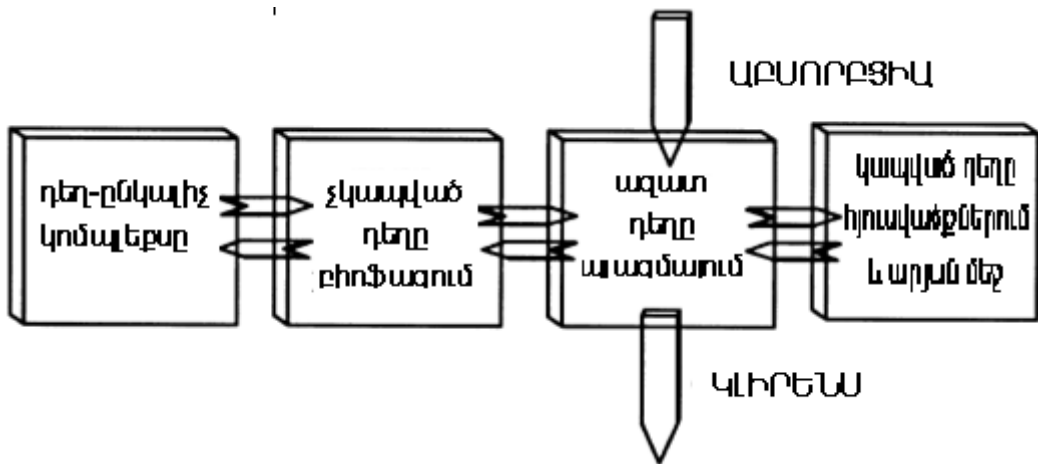 ԱԲՍՈՐԲՑԻԱ
դեղ-ընկալիչ
կոմպլեքսը
չկապված
դեղը
բիոֆազում
ազատ
դեղը
պլազմայում
կապված դեղը
հյուսվածքներում
և արյան մեջ
ԿԼԻՐԵՆՍ